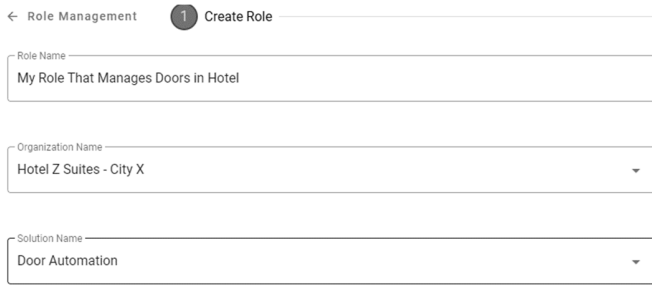 Role Management 1 Create Role
Role Name
My Role That Manages Doors in Hotel
Organization Name
Hotel Z Suites - City X
Solution Name
Door Automation